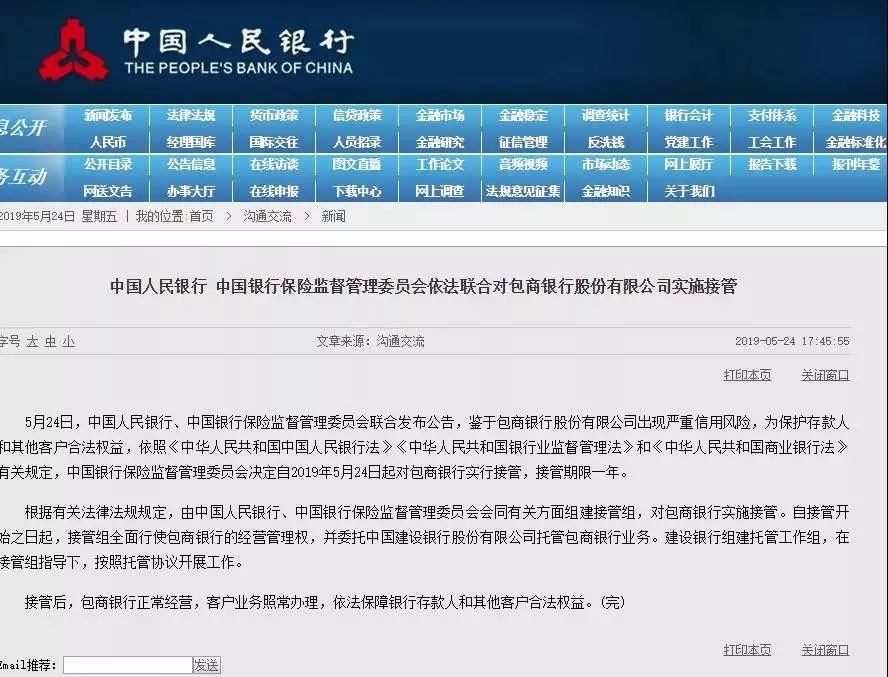 中国人民银行
THE PEOPLE'S BANK OF CHINA
息公开 新闻发布 法律法规 货币政策 信贷政策 金融市场 金融稳定 调查统计 银行会计 支付体系 金融科技
人民币 经理国库 国际交往 人员招录 金融研究 征信管理 反洗钱 党建工作 工会工作 金融标准化
务互动 公开目录 公告信息 在线访谈 图文直播 工作论文 音频视频 市场动态 网上展厅 报告下载 报刊年鉴
网送文告 办事大厅 在线申报 下载中心 网上调查 法规意见征集 金融知识 关于我们
2019年5月24日 星期五 | 我的位置:首页 > 沟通交流 > 新闻
中国人民银行 中国银行保险监督管理委员会依法联合对包商银行股份有限公司实施接管
字号 大 中 小 文章来源：沟通交流 2019-05-24 17:45:55
打印本页 关闭窗口
5月24日，中国人民银行、中国银行保险监督管理委员会联合发布公告，鉴于包商银行股份有限公司出现严重信用风险，为保护存款人
和其他客户合法权益，依照《中华人民共和国中国人民银行法》《中华人民共和国银行业监督管理法》和《中华人民共和国商业银行法》
有关规定，中国银行保险监督管理委员会决定自2019年5月24日起对包商银行实行接管，接管期限一年。
根据有关法律法规规定，由中国人民银行、中国银行保险监督管理委员会会同有关方面组建接管组，对包商银行实施接管。自接管开
始之日起，接管组全面行使包商银行的经营管理权，并委托中国建设银行股份有限公司托管包商银行业务。建设银行组建托管工作组，在
接管组指导下，按照托管协议开展工作。
接管后，包商银行正常经营，客户业务照常办理，依法保障银行存款人和其他客户合法权益。(完)
打印本页 关闭窗口
Email推荐： 发送